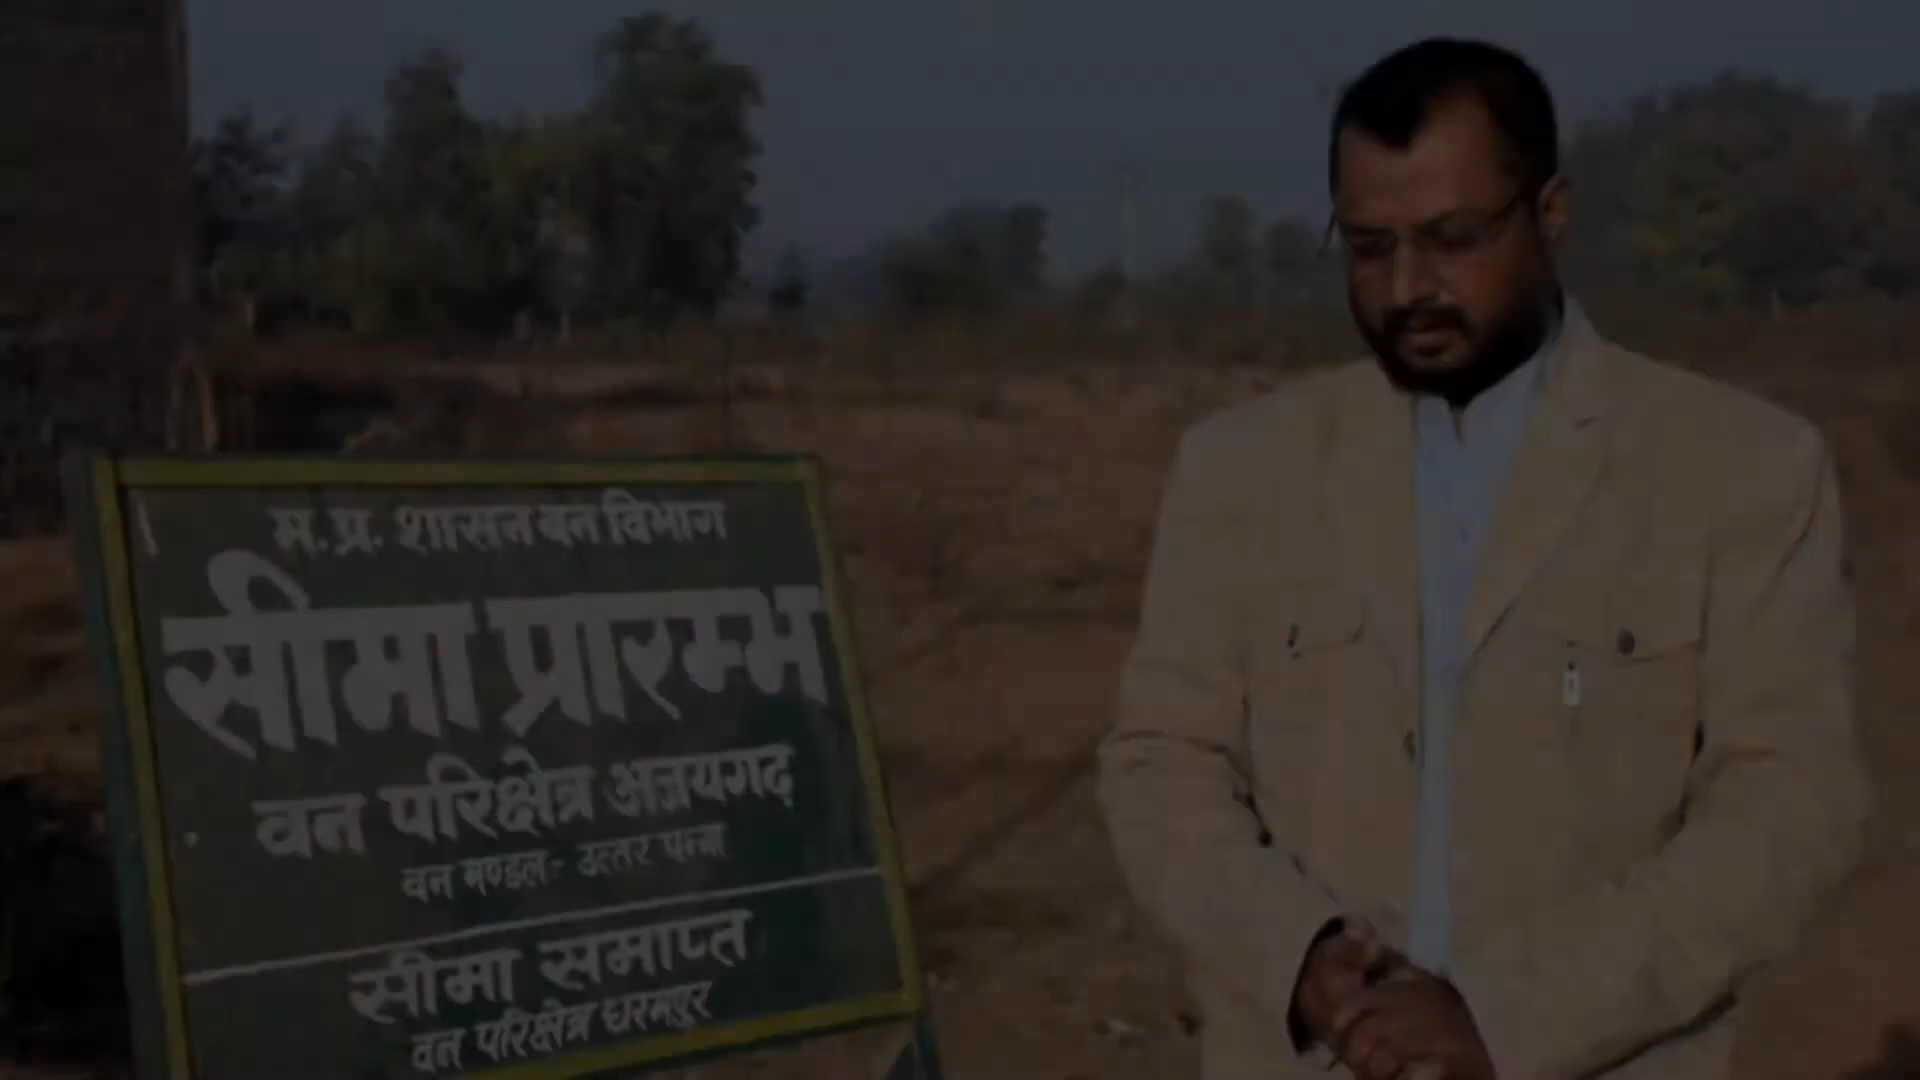 म.प्र. शासन वन विभाग
सीमा प्रारम्भ
वन परिक्षेत्र अजयगढ़
वन मण्डल- उत्तर पन्ना
सीमा समाप्त
वन परिक्षेत्र धरमपुर